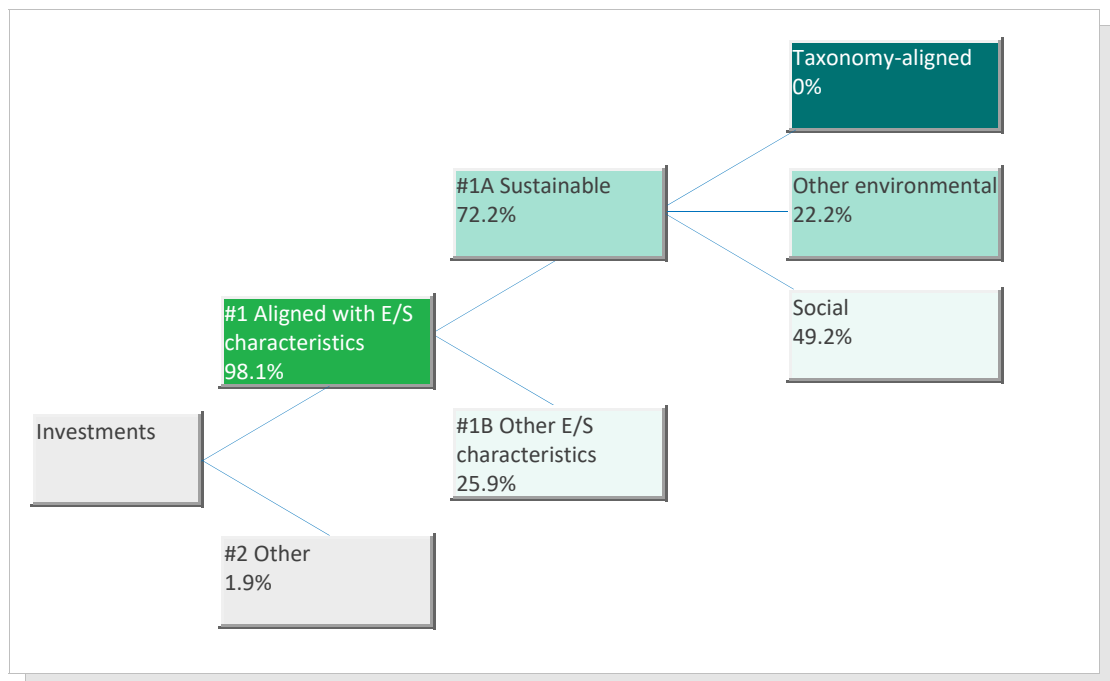 Taxonomy-aligned
0%
#1A Sustainable
72.2%
Other environmental
22.2%
#1 Aligned with E/S
characteristics
98.1%
Social
49.2%
Investments
#1B Other E/S
characteristics
25.9%
#2 Other
1.9%